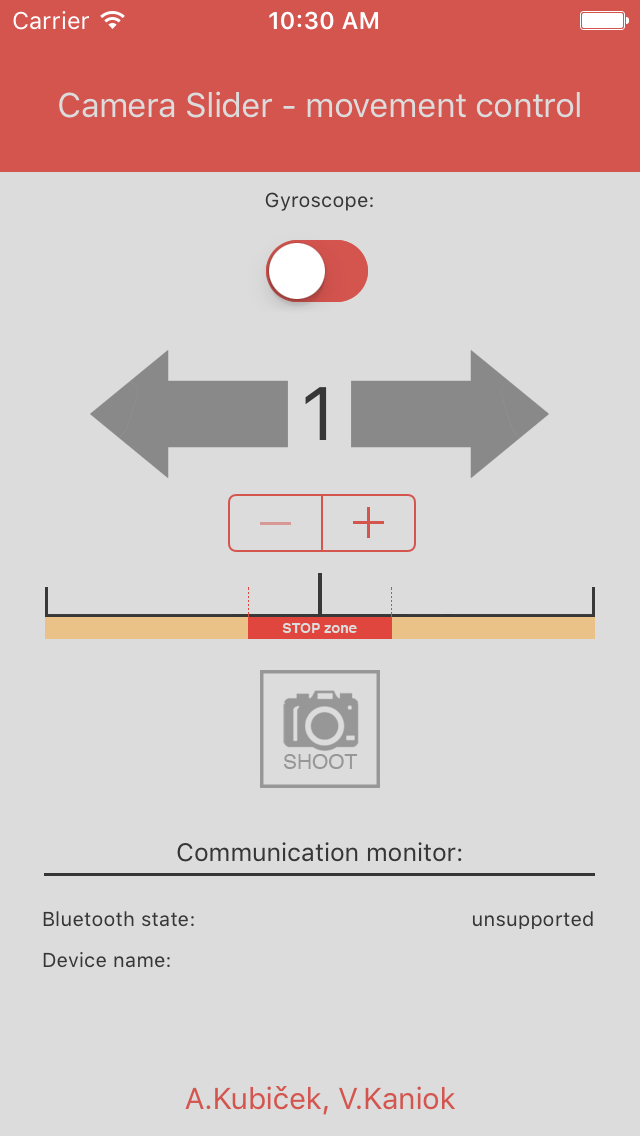 Carrier 10:30 AM
Camera Slider - movement control
Gyroscope:
1
STOP zone
SHOOT
Communication monitor:
Bluetooth state: unsupported
Device name:
A.Kubiček, V.Kaniok